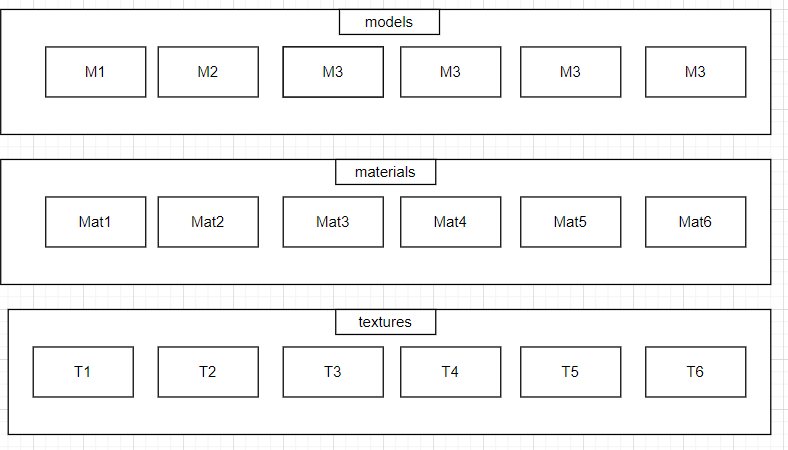 models
M1 M2 M3 M3 M3 M3
materials
Mat1 Mat2 Mat3 Mat4 Mat5 Mat6
textures
T1 T2 T3 T4 T5 T6